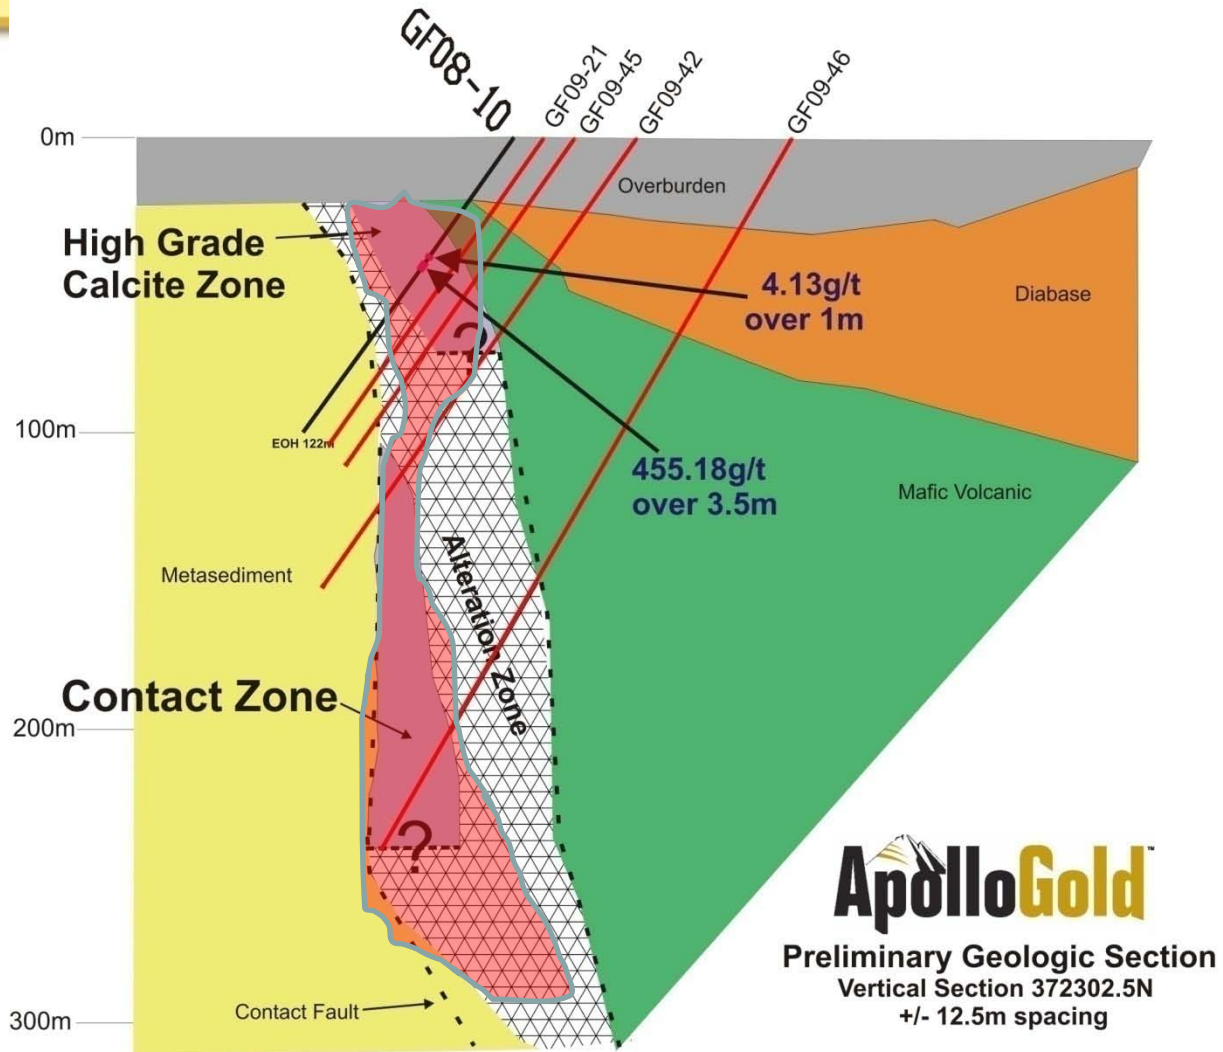 GF08-10
GF09-21
GF09-45
GF09-42
GF09-46
0m
Overburden
High Grade
Calcite Zone
4.13g/t
over 1m
Diabase
?
100m
EOH 122m
455.18g/t
over 3.5m
Mafic Volcanic
Alteration Zone
Metasediment
Contact Zone
200m
?
ApolloGold™
Preliminary Geologic Section
Vertical Section 372302.5N
+/- 12.5m spacing
Contact Fault
300m